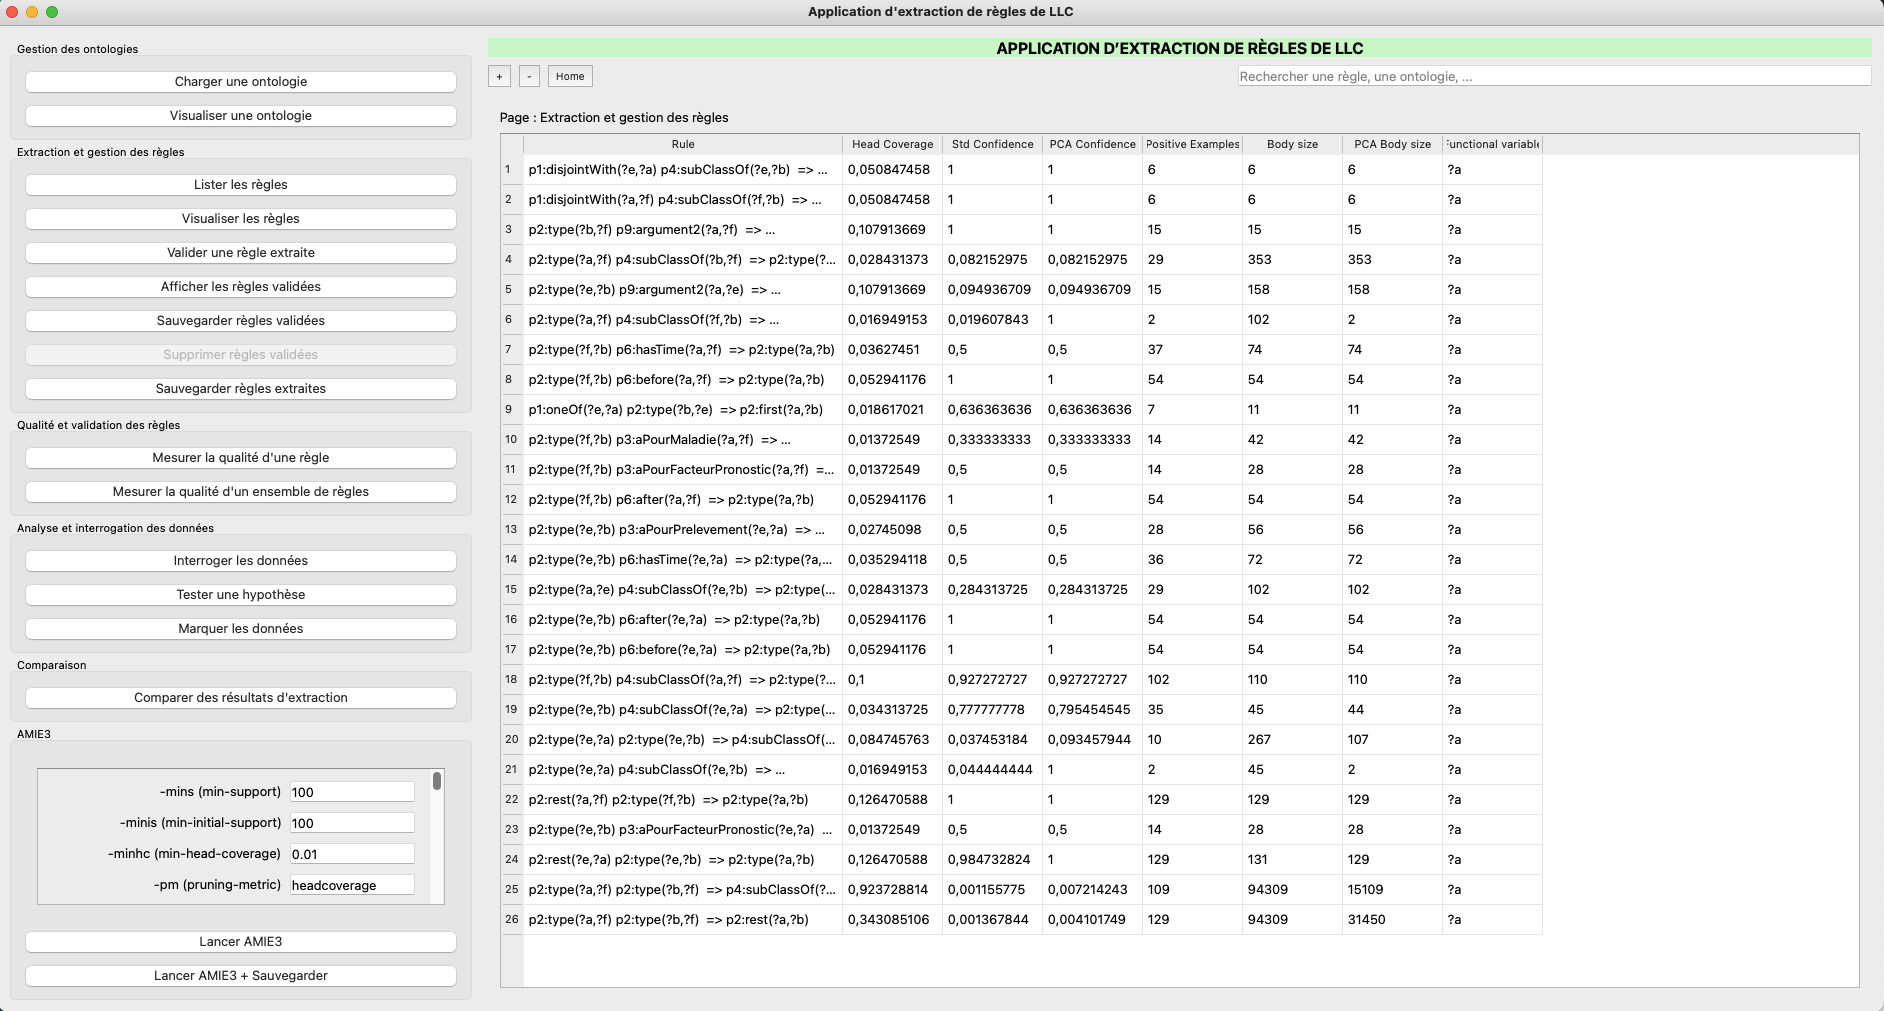 Application d'extraction de règles de LLC
Gestion des ontologies
Charger une ontologie
Visualiser une ontologie
Extraction et gestion des règles
Lister les règles
Visualiser les règles
Valider une règle extraite
Afficher les règles validées
Sauvegarder règles validées
Supprimer règles validées
Sauvegarder règles extraites
Qualité et validation des règles
Mesurer la qualité d'une règle
Mesurer la qualité d'un ensemble de règles
Analyse et interrogation des données
Interroger les données
Tester une hypothèse
Marquer les données
Comparaison
Comparer des résultats d'extraction
AMIE3
-mins (min-support) 100
-minis (min-initial-support) 100
-minhc (min-head-coverage) 0.01
-pm (pruning-metric) headcoverage
Lancer AMIE3
Lancer AMIE3 + Sauvegarder
APPLICATION D'EXTRACTION DE RÈGLES DE LLC
+ - Home Rechercher une règle, une ontologie, ...
Page : Extraction et gestion des règles
Rule Head Coverage Std Confidence PCA Confidence Positive Examples Body size PCA Body size Functional variable
1 p1:disjointWith(?e,?a) p4:subClassOf(?e,?b) => ... 0,050847458 1 1 6 6 6 ?a
2 p1:disjointWith(?a,?f) p4:subClassOf(?f,?b) => ... 0,050847458 1 1 6 6 6 ?a
3 p2:type(?b,?f) p9:argument2(?a,?f) => ... 0,107913669 1 1 15 15 15 ?a
4 p2:type(?a,?f) p4:subClassOf(?b,?f) => p2:type(?... 0,028431373 0,082152975 0,082152975 29 353 353 ?a
5 p2:type(?e,?b) p9:argument2(?a,?e) => ... 0,107913669 0,094936709 0,094936709 15 158 158 ?a
6 p2:type(?a,?f) p4:subClassOf(?f,?b) => ... 0,016949153 0,019607843 1 2 102 2 ?a
7 p2:type(?f,?b) p6:hasTime(?a,?f) => p2:type(?a,?b) 0,03627451 0,5 0,5 37 74 74 ?a
8 p2:type(?f,?b) p6:before(?a,?f) => p2:type(?a,?b) 0,052941176 1 1 54 54 54 ?a
9 p1:oneOf(?e,?a) p2:type(?b,?e) => p2:first(?a,?b) 0,018617021 0,636363636 0,636363636 7 11 11 ?a
10 p2:type(?f,?b) p3:aPourMaladie(?a,?f) => ... 0,01372549 0,333333333 0,333333333 14 42 42 ?a
11 p2:type(?f,?b) p3:aPourFacteurPronostic(?a,?f) =... 0,01372549 0,5 0,5 14 28 28 ?a
12 p2:type(?f,?b) p6:after(?a,?f) => p2:type(?a,?b) 0,052941176 1 1 54 54 54 ?a
13 p2:type(?e,?b) p3:aPourPrelevement(?e,?a) => ... 0,02745098 0,5 0,5 28 56 56 ?a
14 p2:type(?e,?b) p6:hasTime(?e,?a) => p2:type(?a,... 0,035294118 0,5 0,5 36 72 72 ?a
15 p2:type(?a,?e) p4:subClassOf(?e,?b) => p2:type(... 0,028431373 0,284313725 0,284313725 29 102 102 ?a
16 p2:type(?e,?b) p6:after(?e,?a) => p2:type(?a,?b) 0,052941176 1 1 54 54 54 ?a
17 p2:type(?e,?b) p6:before(?e,?a) => p2:type(?a,?b) 0,052941176 1 1 54 54 54 ?a
18 p2:type(?f,?b) p4:subClassOf(?a,?f) => p2:type(?... 0,1 0,927272727 0,927272727 102 110 110 ?a
19 p2:type(?e,?b) p4:subClassOf(?e,?a) => p2:type(... 0,034313725 0,777777778 0,795454545 35 45 44 ?a
20 p2:type(?e,?a) p2:type(?e,?b) => p4:subClassOf(... 0,084745763 0,037453184 0,093457944 10 267 107 ?a
21 p2:type(?e,?a) p4:subClassOf(?e,?b) => ... 0,016949153 0,044444444 1 2 45 2 ?a
22 p2:rest(?a,?f) p2:type(?f,?b) => p2:type(?a,?b) 0,126470588 1 1 129 129 129 ?a
23 p2:type(?e,?b) p3:aPourFacteurPronostic(?e,?a) ... 0,01372549 0,5 0,5 14 28 28 ?a
24 p2:rest(?e,?a) p2:type(?e,?b) => p2:type(?a,?b) 0,126470588 0,984732824 1 129 131 129 ?a
25 p2:type(?a,?f) p2:type(?b,?f) => p4:subClassOf(?... 0,923728814 0,001155775 0,007214243 109 94309 15109 ?a
26 p2:type(?a,?f) p2:type(?b,?f) => p2:rest(?a,?b) 0,343085106 0,001367844 0,004101749 129 94309 31450 ?a